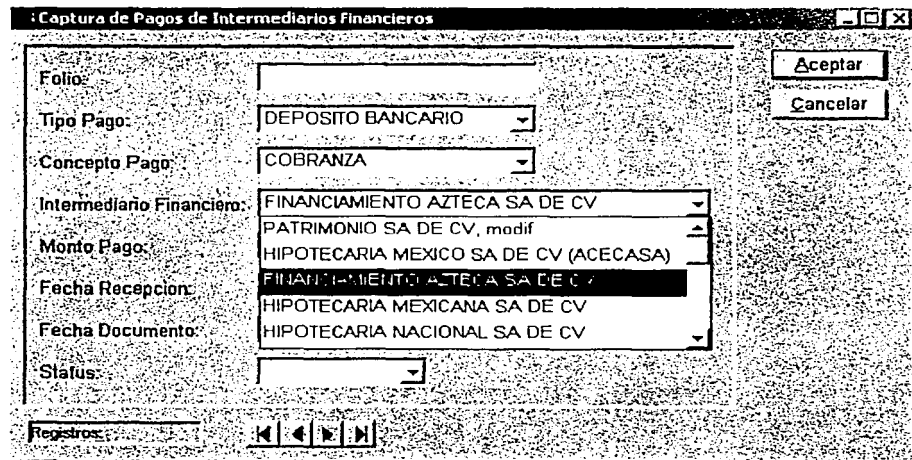 Captura de Pagos de Intermediarios Financieros
Folio:
Aceptar
Cancelar
Tipo Pago: DEPOSITO BANCARIO
Concepto Pago: COBRANZA
Intermediario Financiero: FINANCIAMIENTO AZTECA SA DE CV
PATRIMONIO SA DE CV, modif
Monto Pago:
HIPOTECARIA MEXICO SA DE CV (ACECASA)
Fecha Recepcion:
FINANCIAMIENTO AZTECA SA DE CV
HIPOTECARIA MEXICANA SA DE CV
Fecha Documento:
HIPOTECARIA NACIONAL SA DE CV
Status:
Registros: